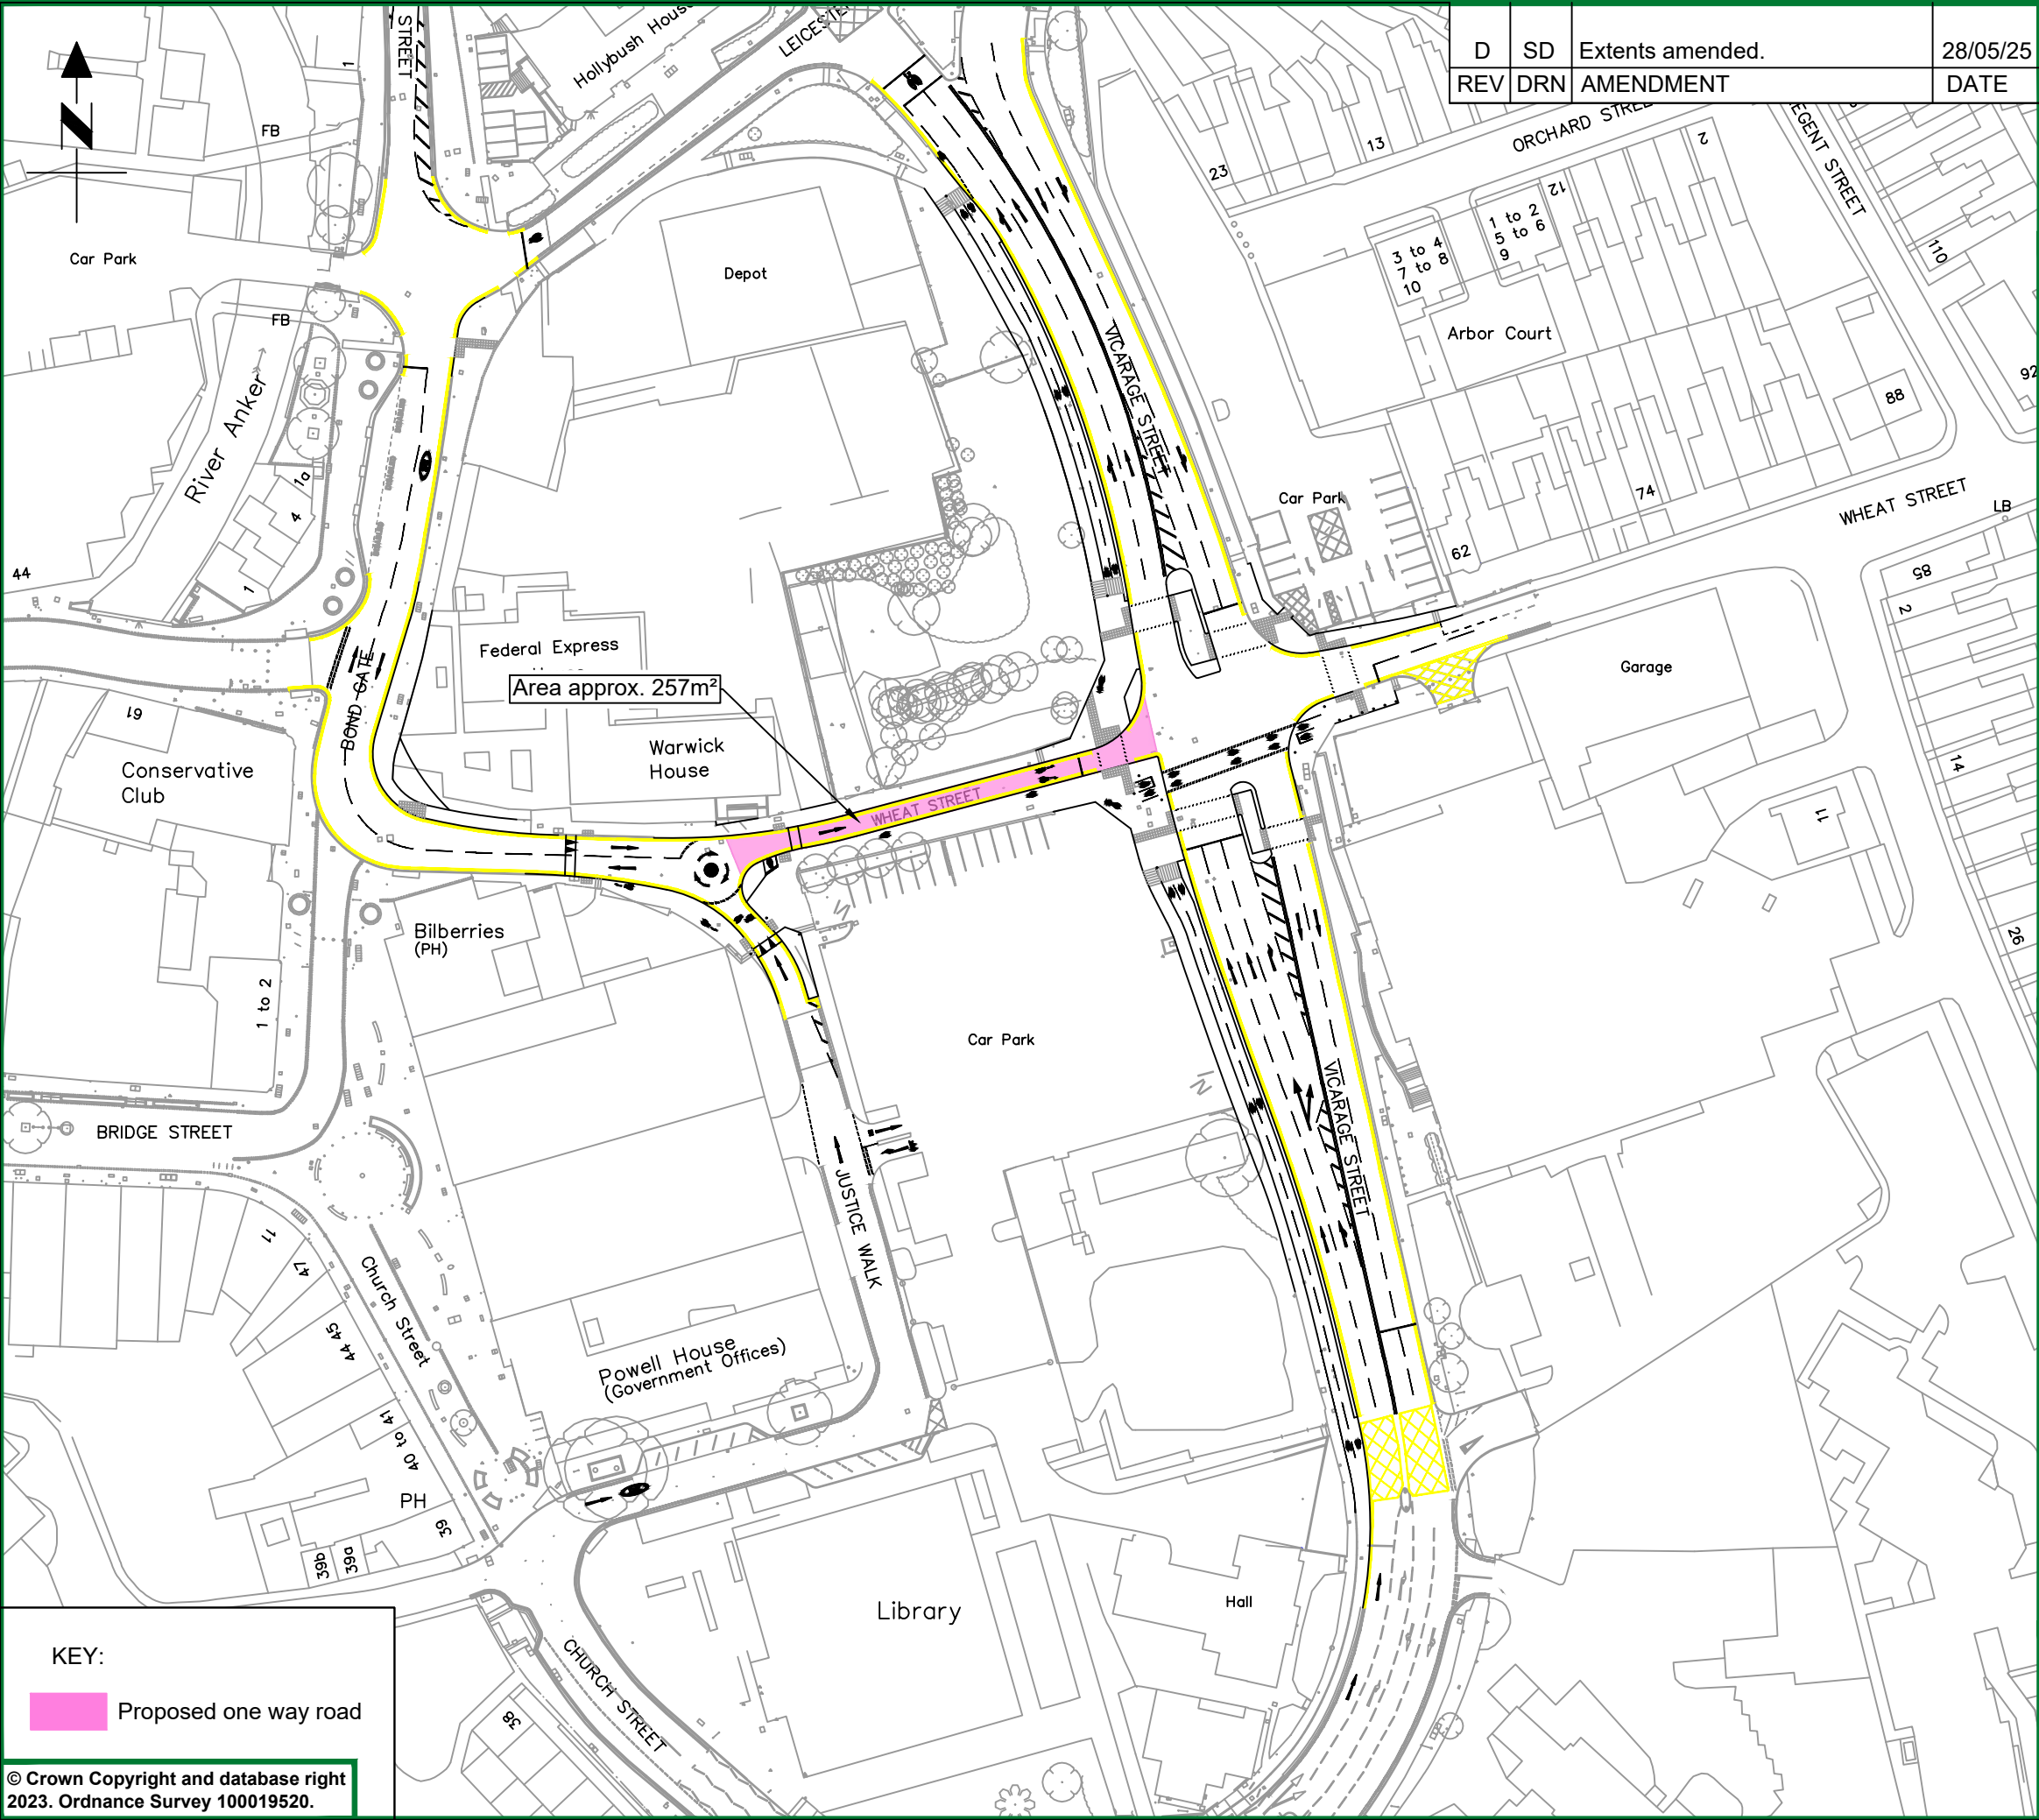 D SD Extents amended. 28/05/25
REV DRN AMENDMENT DATE
N
STREET
Hollybush House
1
FB
Car Park
Depot
23
13
ORCHARD STREE
2
12
1 to 2
5 to 6
9
3 to 4
7 to 8
10
110
Arbor Court
92
88
FB
River Anker
1a
4
1
44
VICARAGE STREET
Car Park
74
62
WHEAT STREET
LB
85
2
Federal Express
Area approx. 257m²
Garage
BOND GATE
61
Conservative
Club
Warwick
House
WHEAT STREET
14
11
26
Bilberries
(PH)
1 to 2
Car Park
IN
IN
VICARAGE STREET
BRIDGE STREET
JUSTICE WALK
11
47
Church Street
44 45
Powell House
(Government Offices)
40 to 41
PH
39
39b
39a
Library
Hall
CHURCH STREET
38
KEY:
Proposed one way road
© Crown Copyright and database right
2023. Ordnance Survey 100019520.